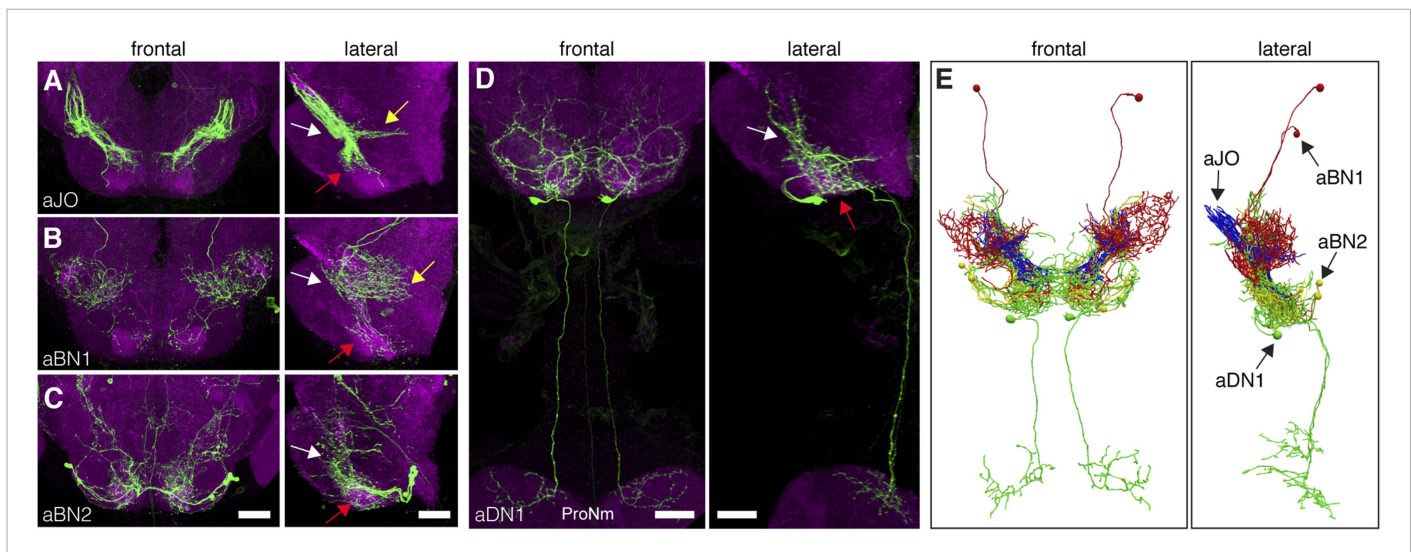 frontal lateral frontal lateral frontal lateral
A
aJO
B
aBN1
C
aBN2
D
aDN1 ProNm
E
aJO
aBN1
aBN2
aDN1